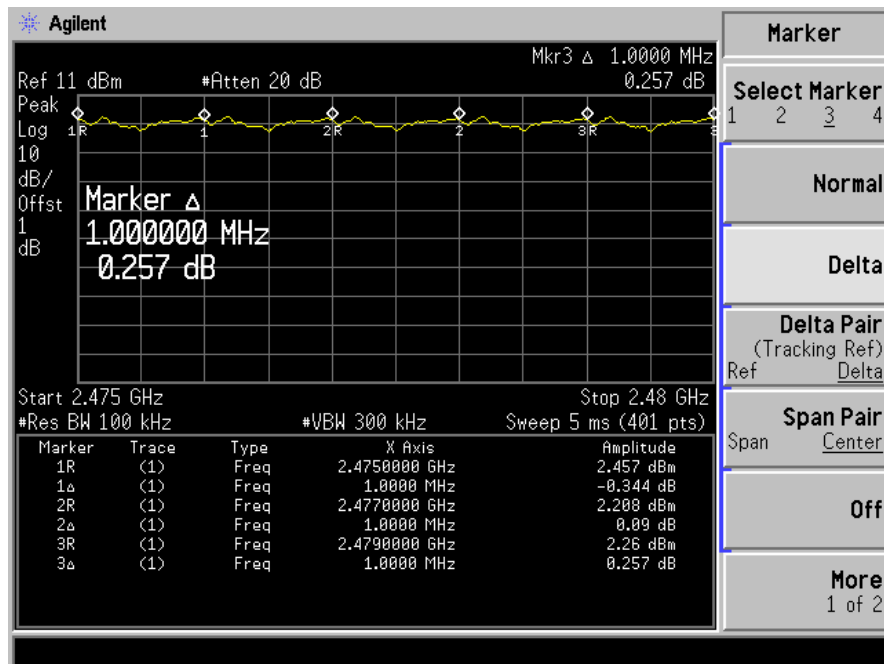 Agilent
Mkr3 Δ 1.0000 MHz
Ref 11 dBm #Atten 20 dB 0.257 dB
Peak
Log
10
dB/
Offst
1
dB
1R 1 2R 2 3R 3
Marker Δ
1.000000 MHz
0.257 dB
Start 2.475 GHz Stop 2.48 GHz
#Res BW 100 kHz #VBW 300 kHz Sweep 5 ms (401 pts)
Marker Trace Type X Axis Amplitude
1R (1) Freq 2.4750000 GHz 2.457 dBm
1Δ (1) Freq 1.0000 MHz -0.344 dB
2R (1) Freq 2.4770000 GHz 2.208 dBm
2Δ (1) Freq 1.0000 MHz 0.09 dB
3R (1) Freq 2.4790000 GHz 2.26 dBm
3Δ (1) Freq 1.0000 MHz 0.257 dB
Marker
Select Marker
1 2 3 4
Normal
Delta
Delta Pair
(Tracking Ref)
Ref Delta
Span Pair
Span Center
Off
More
1 of 2